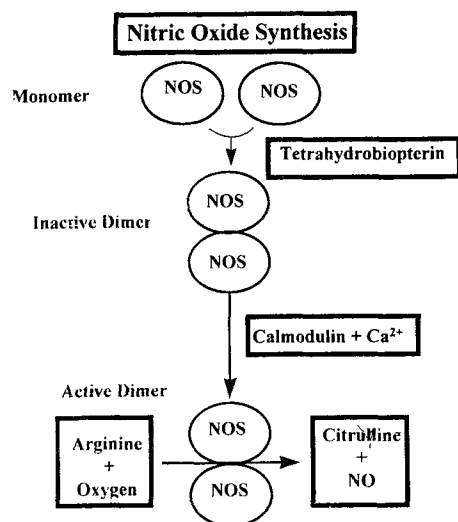 Nitric Oxide Synthesis
Monomer
NOS
NOS
Tetrahydrobiopterin
NOS
Inactive Dimer
NOS
Calmodulin + Ca²⁺
Active Dimer
NOS
Arginine
+
Oxygen
NOS
Citrulline
+
NO